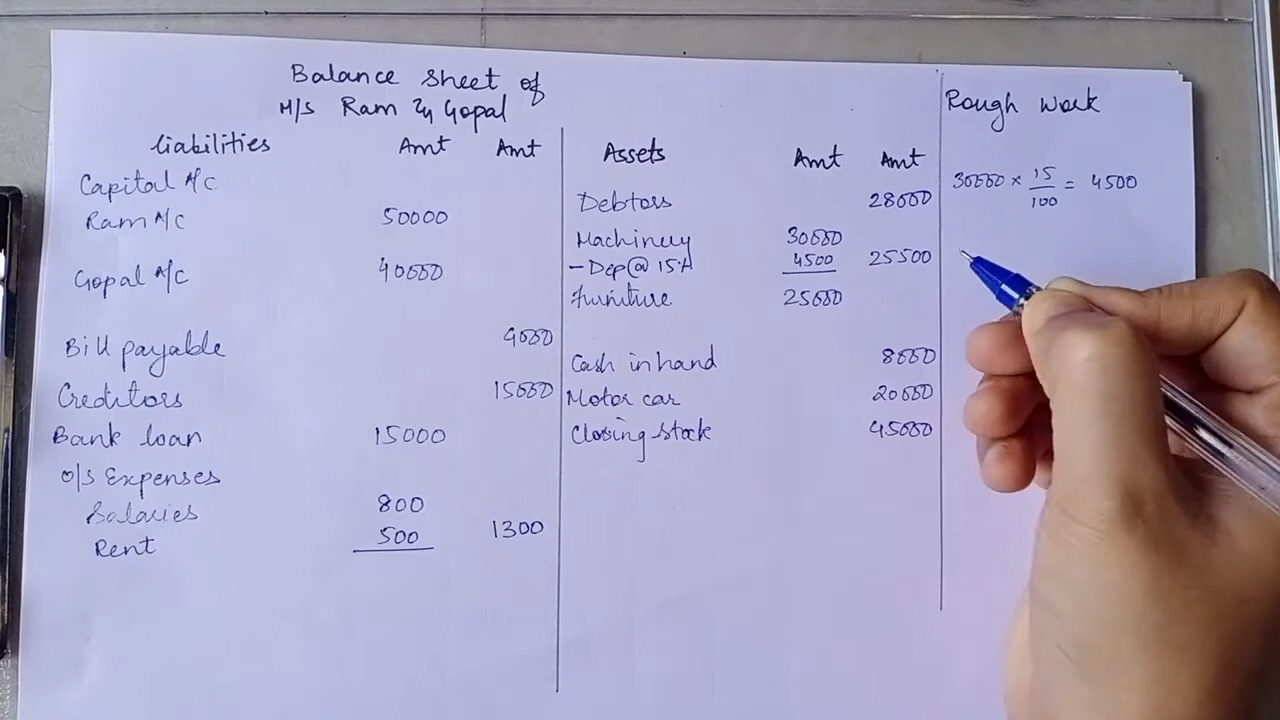 Balance sheet of
M/s Ram & Gopal
Liabilities Amt Amt
Capital A/c
Ram A/c 50000
Gopal A/c 40000
Bill payable 9000
Creditors 15000
Bank loan 15000
O/S Expenses
Salaries 800
Rent 500 1300
Assets Amt Amt
Debtors 28000
Machinery 30000
- Dep@ 15% 4500 25500
Furniture 25000
Cash in hand 8000
Motor car 20000
Closing stock 45000
Rough work
30000 × 15/100 = 4500